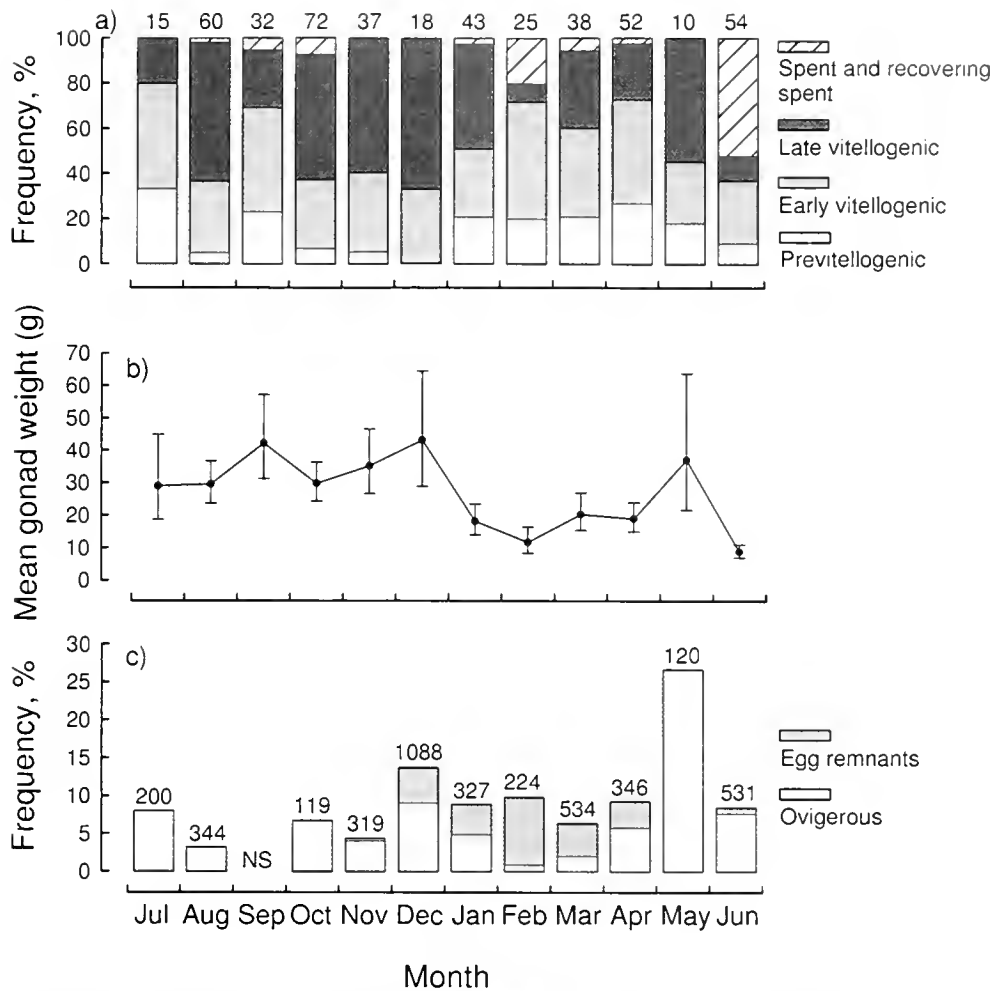 a) 15 60 32 72 37 18 43 25 38 52 10 54
100
80
60
40
20
0
Frequency, %
Spent and recovering
spent
Late vitellogenic
Early vitellogenic
Previtellogenic
b)
70
60
50
40
30
20
10
0
Mean gonad weight (g)
c)
30
25
20
15
10
5
0
Frequency, %
200
344
NS
119
319
1088
327
224
534
346
120
531
Egg remnants
Ovigerous
Jul Aug Sep Oct Nov Dec Jan Feb Mar Apr May Jun
Month